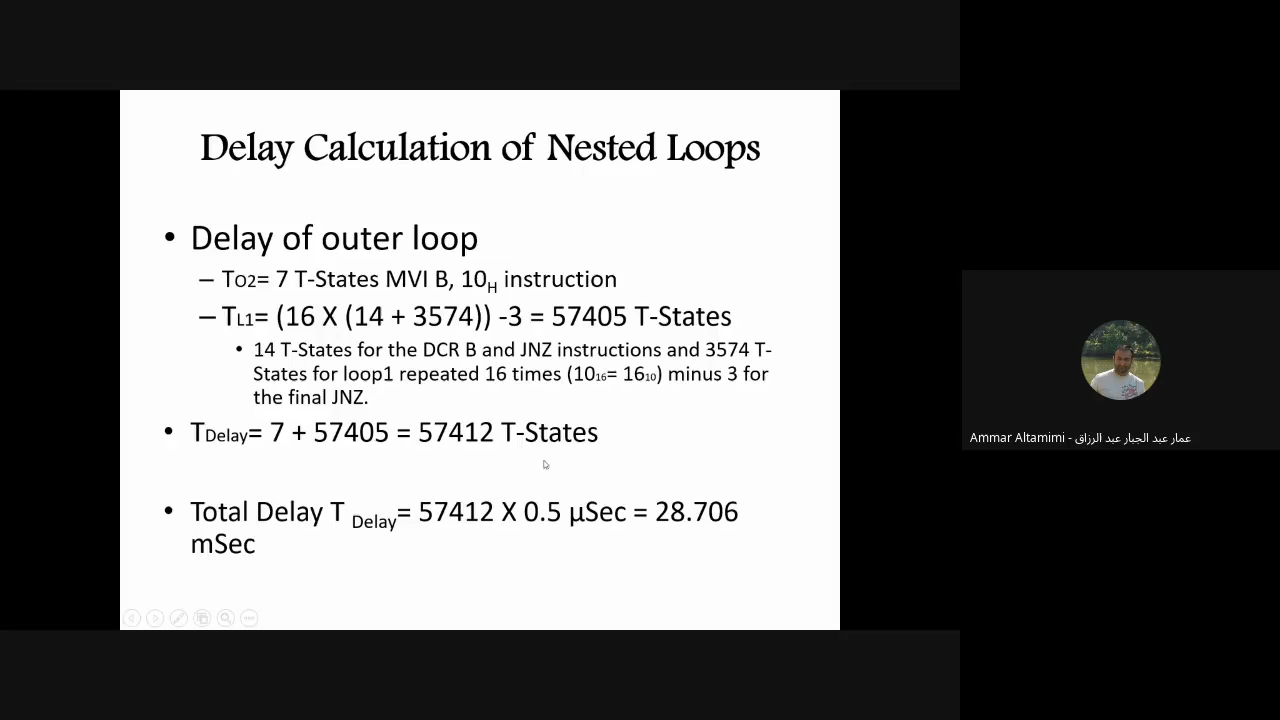 Delay Calculation of Nested Loops
• Delay of outer loop
– TO2= 7 T-States MVI B, 10H instruction
– TL1= (16 X (14 + 3574)) -3 = 57405 T-States
• 14 T-States for the DCR B and JNZ instructions and 3574 T-
States for loop1 repeated 16 times (1016= 1610) minus 3 for
the final JNZ.
• TDelay= 7 + 57405 = 57412 T-States
• Total Delay T Delay= 57412 X 0.5 µSec = 28.706
mSec
Ammar Altamimi - عمار عبد الجبار عبد الرزاق